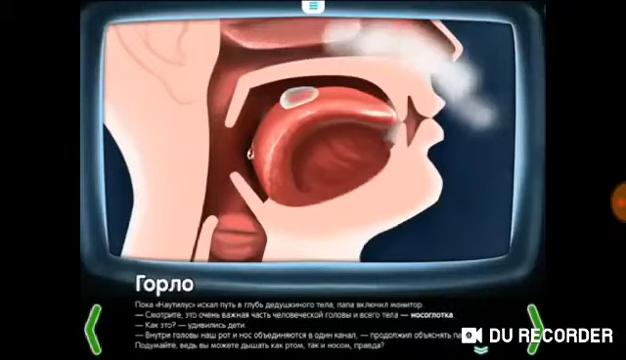 Горло
Пока «Наутилус» искал путь в глубь дедушкиного тела, папа включил монитор.
— Смотрите, это очень важная часть человеческой головы и всего тела — носоглотка.
— Как это? — удивились дети.
— Внутри головы наш рот и нос объединяются в один канал, — продолжил объяснять
Подумайте, ведь вы можете дышать как ртом, так и носом, правда?
DU RECORDER